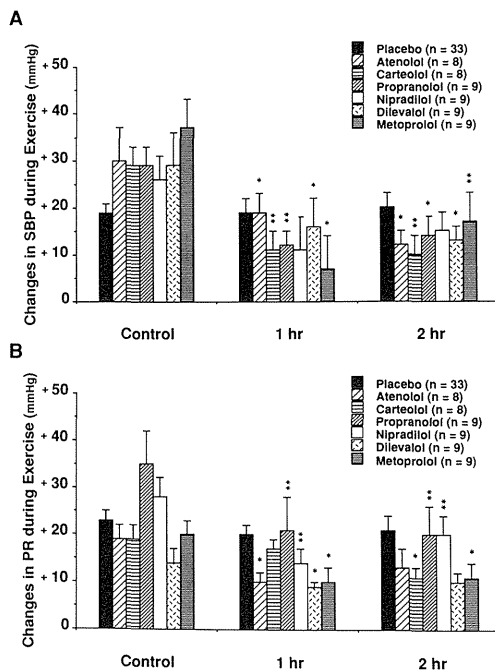 A
Changes in SBP during Exercise (mmHg)
+ 50
+ 40
+ 30
+ 20
+ 10
0
Placebo (n = 33)
Atenolol (n = 8)
Carteolol (n = 8)
Propranolol (n = 9)
Nipradilol (n = 9)
Dilevalol (n = 9)
Metoprolol (n = 9)
*
**
**
*
*
*
**
*
*
**
Control
1 hr
2 hr
B
Changes in PR during Exercise (mmHg)
+ 50
+ 40
+ 30
+ 20
+ 10
0
Placebo (n = 33)
Atenolol (n = 8)
Carteolol (n = 8)
Propranolol (n = 9)
Nipradilol (n = 9)
Dilevalol (n = 9)
Metoprolol (n = 9)
*
**
**
*
*
*
**
**
*
Control
1 hr
2 hr